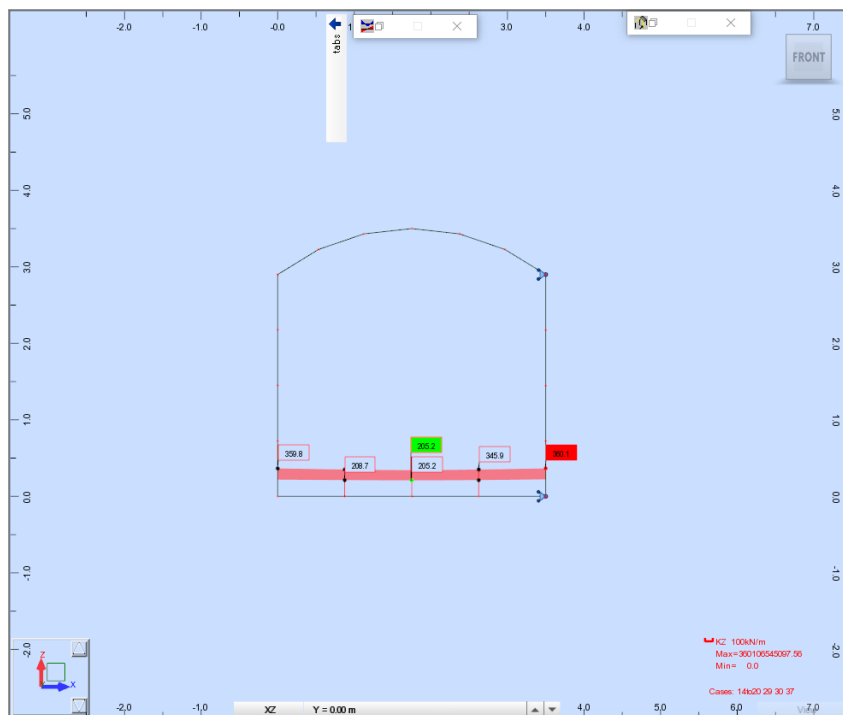 -1.0 -0.0 1 3.0 7.0
tabs
FRONT
5.0 5.0
4.0 4.0
3.0 3.0
2.0 2.0
1.0 1.0
0.0 0.0
-1.0 -1.0
-2.0 -2.0
205.2
359.8
208.7
205.2
345.9
360.1
KZ 100kN/m
Max=360106545097.56
Min= 0.0
Cases: 14to20 29 30 37
Z
X
-2.0 -1.0 XZ Y = 0.00 m 4.0 5.0 6.0 7.0
View